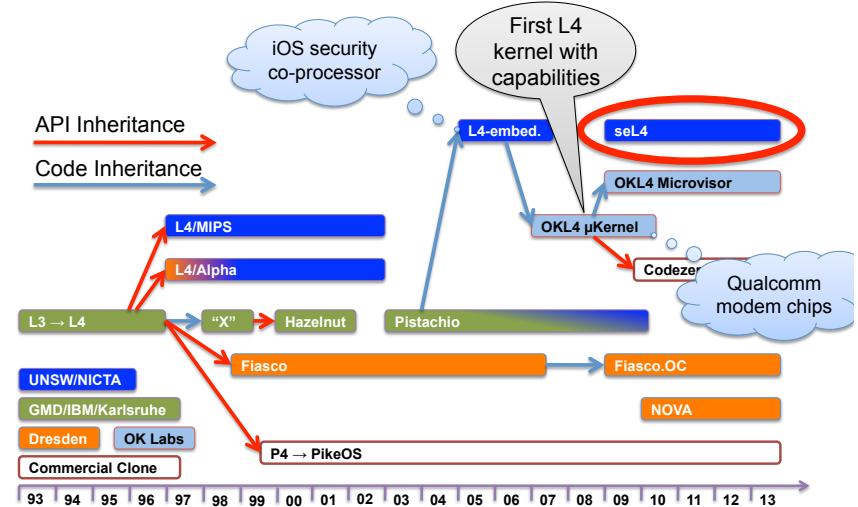 iOS security
co-processor
First L4
kernel with
capabilities
API Inheritance
Code Inheritance
L4-embed.
seL4
OKL4 Microvisor
L4/MIPS
OKL4 µKernel
L4/Alpha
Qualcomm
modem chips
L3 → L4
“X”
Hazelnut
Pistachio
Fiasco
Fiasco.OC
UNSW/NICTA
GMD/IBM/Karlsruhe
NOVA
Dresden
OK Labs
P4 → PikeOS
Commercial Clone
93 94 95 96 97 98 99 00 01 02 03 04 05 06 07 08 09 10 11 12 13